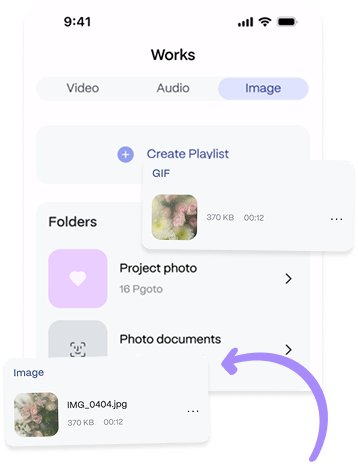 9:41
Works
Video Audio Image
Create Playlist
GIF
370 KB 00:12
Folders
Project photo
16 Pgoto
Photo documents
Image
IMG_0404.jpg
370 KB 00:12